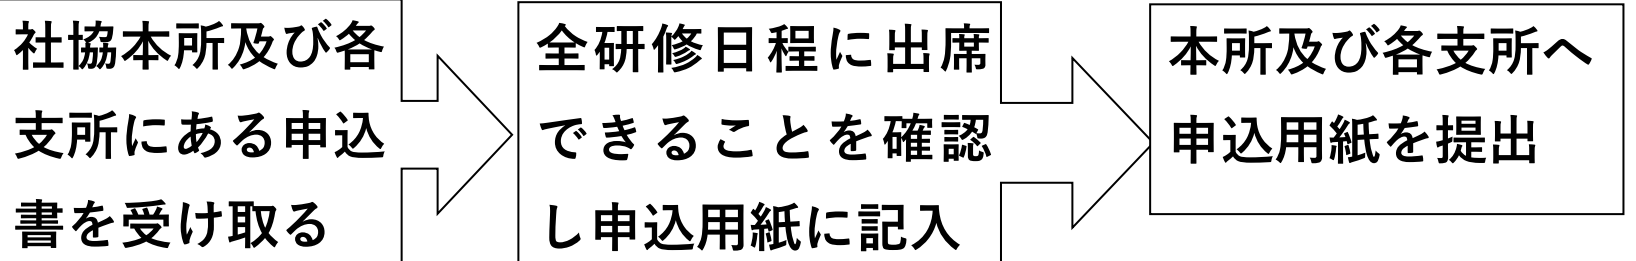 社協本所及び各
支所にある申込
書を受け取る
全研修日程に出席
できることを確認
し申込用紙に記入
本所及び各支所へ
申込用紙を提出